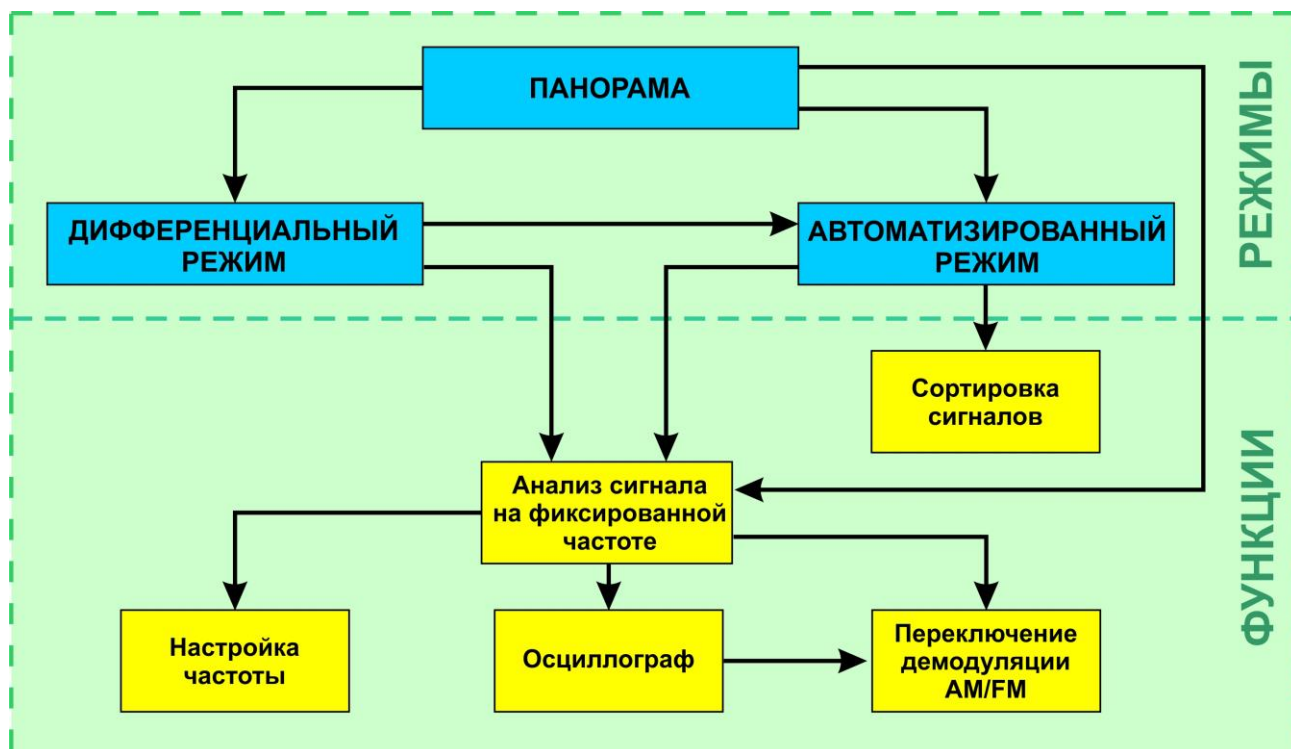 ПАНОРАМА
РЕЖИМЫ
ДИФФЕРЕНЦИАЛЬНЫЙ
РЕЖИМ
АВТОМАТИЗИРОВАННЫЙ
РЕЖИМ
Сортировка
сигналов
ФУНКЦИИ
Анализ сигнала
на фиксированной
частоте
Настройка
частоты
Осциллограф
Переключение
демодуляции
AM/FM